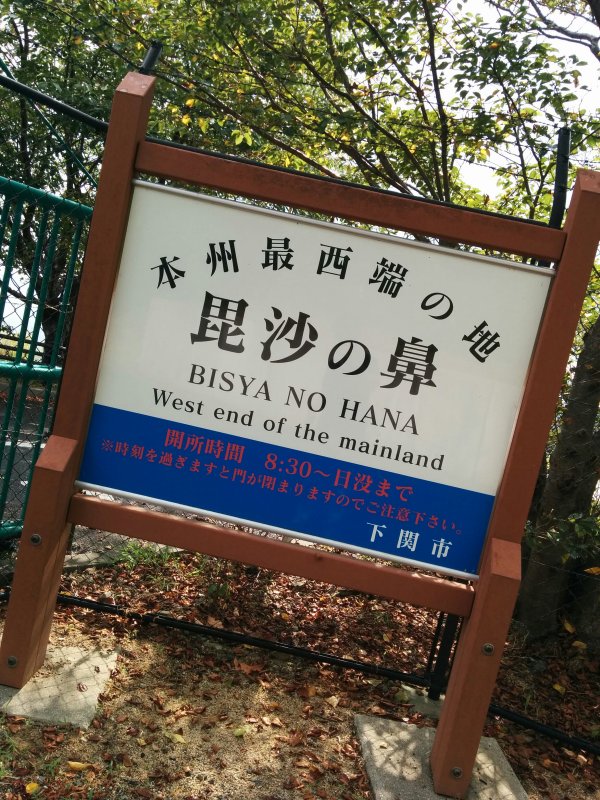 本州最西端の地
毘沙の鼻
BISYA NO HANA
West end of the mainland
開所時間 8:30～日没まで
※時刻を過ぎますと門が閉まりますのでご注意下さい。
下関市